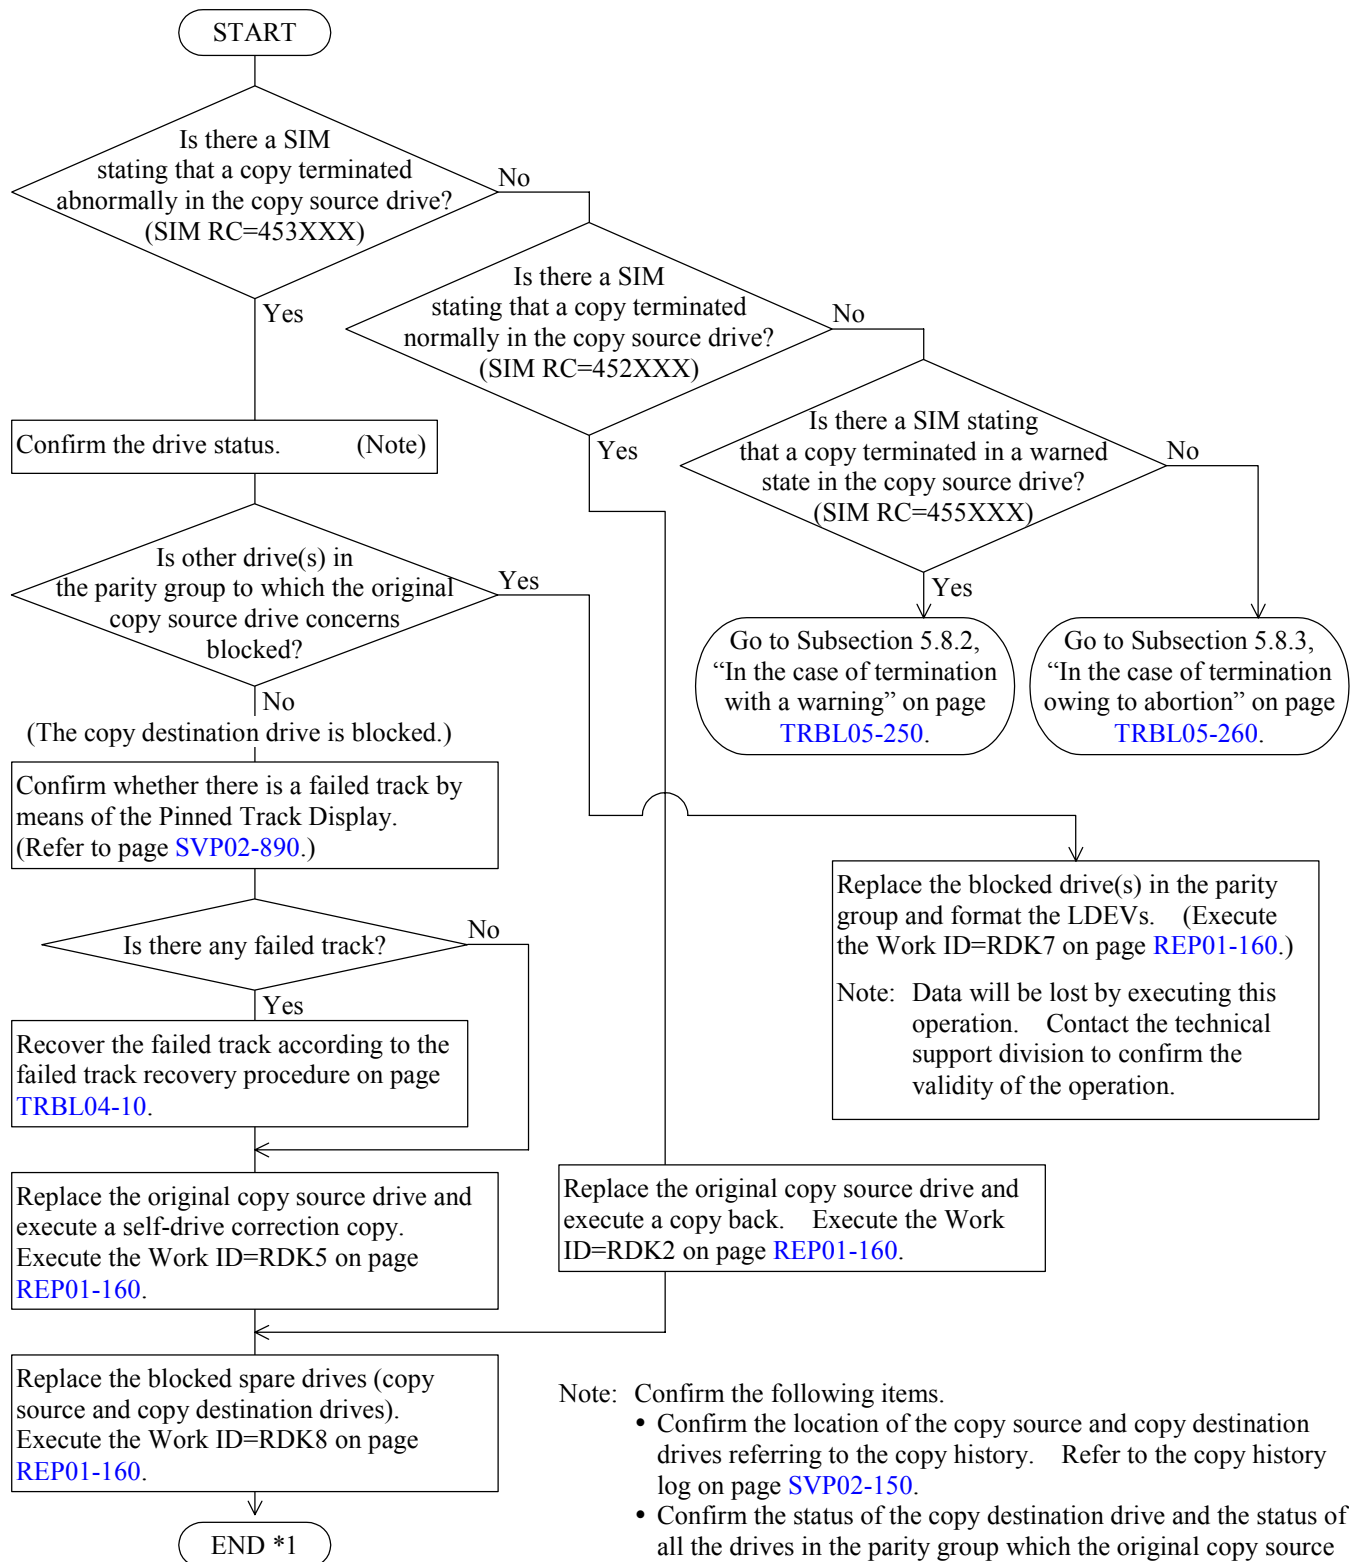 START
Is there a SIM
stating that a copy terminated
abnormally in the copy source drive?
(SIM RC=453XXX)
No
Yes
Is there a SIM
stating that a copy terminated
normally in the copy source drive?
(SIM RC=452XXX)
No
Yes
Is there a SIM stating
that a copy terminated in a warned
state in the copy source drive?
(SIM RC=455XXX)
No
Yes
Go to Subsection 5.8.2,
“In the case of termination
with a warning” on page
TRBL05-250.
Go to Subsection 5.8.3,
“In the case of termination
owing to abortion” on page
TRBL05-260.
Confirm the drive status. (Note)
Is other drive(s) in
the parity group to which the original
copy source drive concerns
blocked?
Yes
No
(The copy destination drive is blocked.)
Confirm whether there is a failed track by
means of the Pinned Track Display.
(Refer to page SVP02-890.)
Is there any failed track?
No
Yes
Recover the failed track according to the
failed track recovery procedure on page
TRBL04-10.
Replace the blocked drive(s) in the parity
group and format the LDEVs. (Execute
the Work ID=RDK7 on page REP01-160.)
Note: Data will be lost by executing this
operation. Contact the technical
support division to confirm the
validity of the operation.
Replace the original copy source drive and
execute a self-drive correction copy.
Execute the Work ID=RDK5 on page
REP01-160.
Replace the original copy source drive and
execute a copy back. Execute the Work
ID=RDK2 on page REP01-160.
Replace the blocked spare drives (copy
source and copy destination drives).
Execute the Work ID=RDK8 on page
REP01-160.
END *1
Note: Confirm the following items.
• Confirm the location of the copy source and copy destination
drives referring to the copy history. Refer to the copy history
log on page SVP02-150.
• Confirm the status of the copy destination drive and the status of
all the drives in the parity group which the original copy source